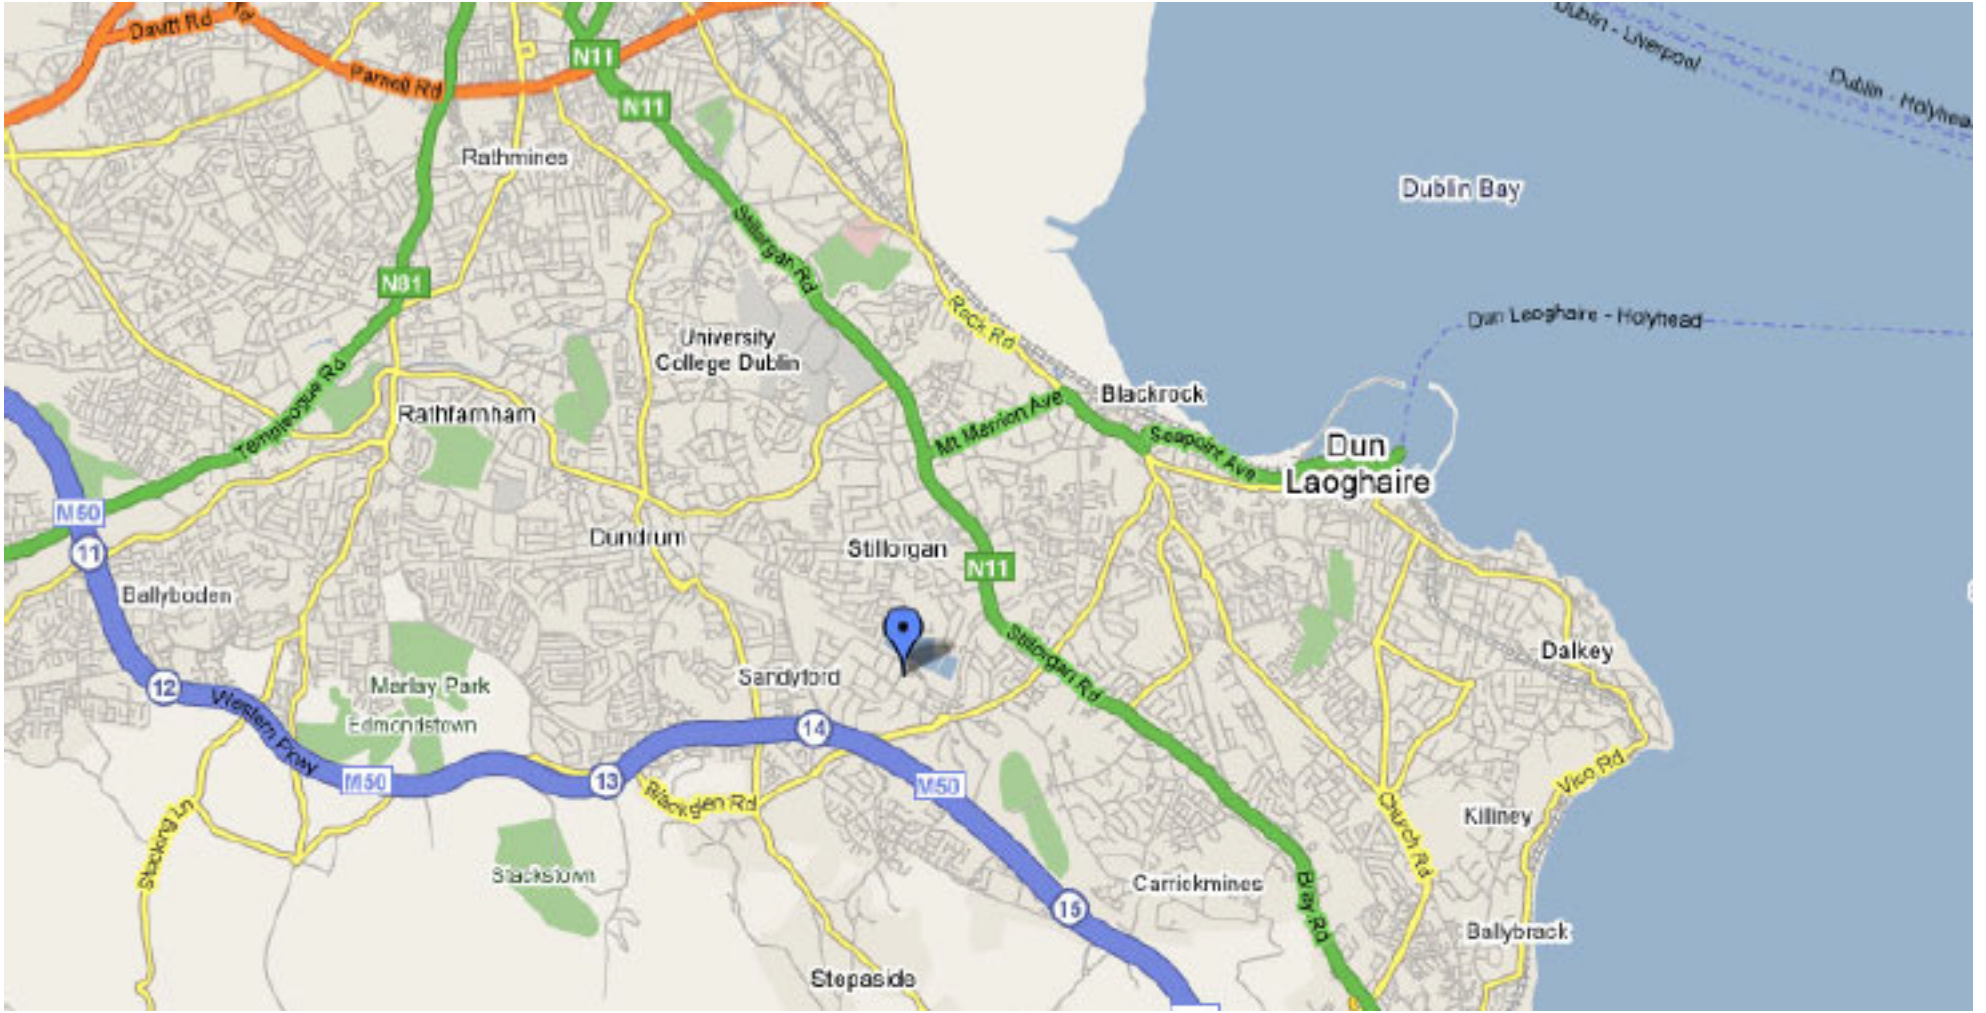 Davitt Rd
Rd
Parnell Rd
N11
N11
Dublin - Liverpool
Dublin - Holyhea
Rathmines
Dublin Bay
Stillorgan Rd
N81
Rock Rd
Dun Laoghaire - Holyhead
University
College Dublin
Templeogue Rd
Rathfarnham
Mt Merrion Ave
Blackrock
Seapoint Ave
Dun
Laoghaire
M50
11
Dundrum
Stillorgan
N11
Ballyboden
Stillorgan Rd
Dalkey
12
Marlay Park
Sandyford
Edmondstown
Western Pkwy
14
M50
13
M50
Vico Rd
Blackglen Rd
Stocking Ln
Church Rd
Killiney
Stackstown
Carrickmines
15
Bray Rd
Ballybrack
Stepaside